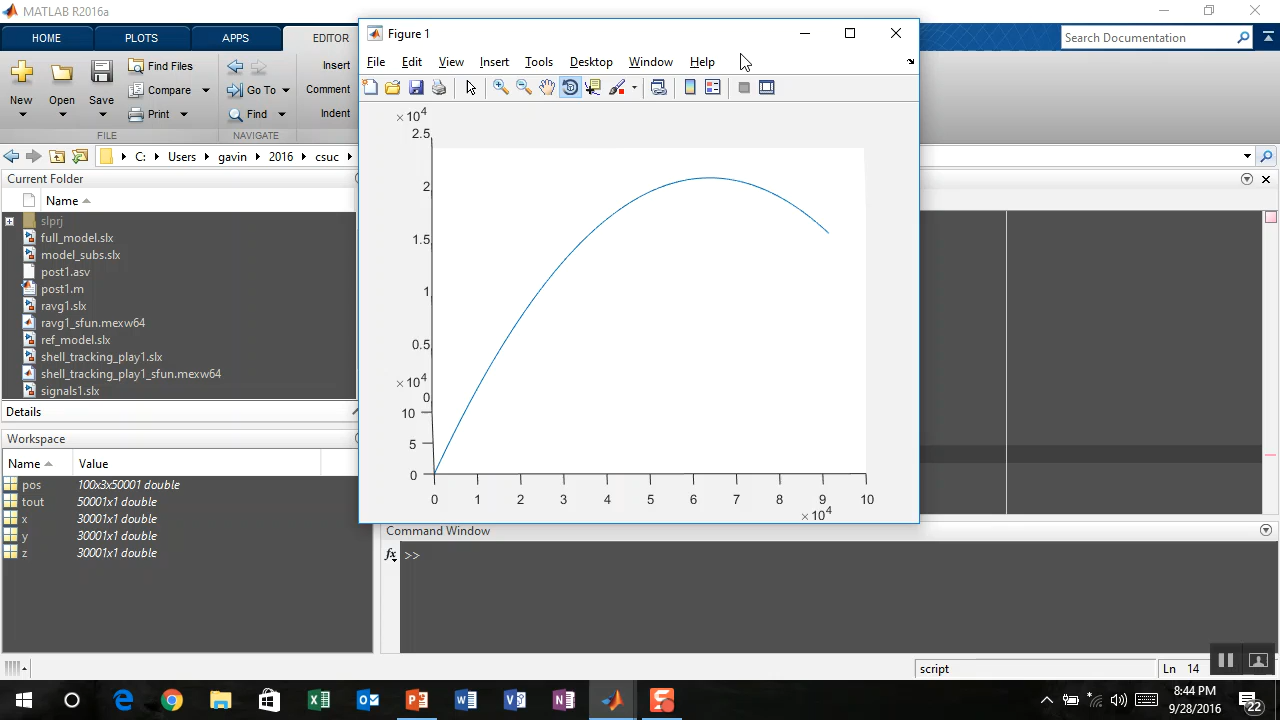 MATLAB R2016a
HOME PLOTS APPS EDITOR
Search Documentation
New Open Save
Find Files
Compare
Print
FILE
Go To
Find
NAVIGATE
Insert
Comment
Indent
C: Users gavin 2016 csuc
Current Folder
Name
slprj
full_model.slx
model_subs.slx
post1.asv
post1.m
ravg1.slx
ravg1_sfun.mexw64
ref_model.slx
shell_tracking_play1.slx
shell_tracking_play1_sfun.mexw64
signals1.slx
Details
Workspace
Name Value
pos 100x3x50001 double
tout 50001x1 double
x 30001x1 double
y 30001x1 double
z 30001x1 double
Figure 1
File Edit View Insert Tools Desktop Window Help
×10^4
2.5
2
1.5
1
0.5
×10^4
0
10
5
0
0 1 2 3 4 5 6 7 8 9 10
×10^4
Command Window
fx >>
script Ln 14
8:44 PM
9/28/2016
22